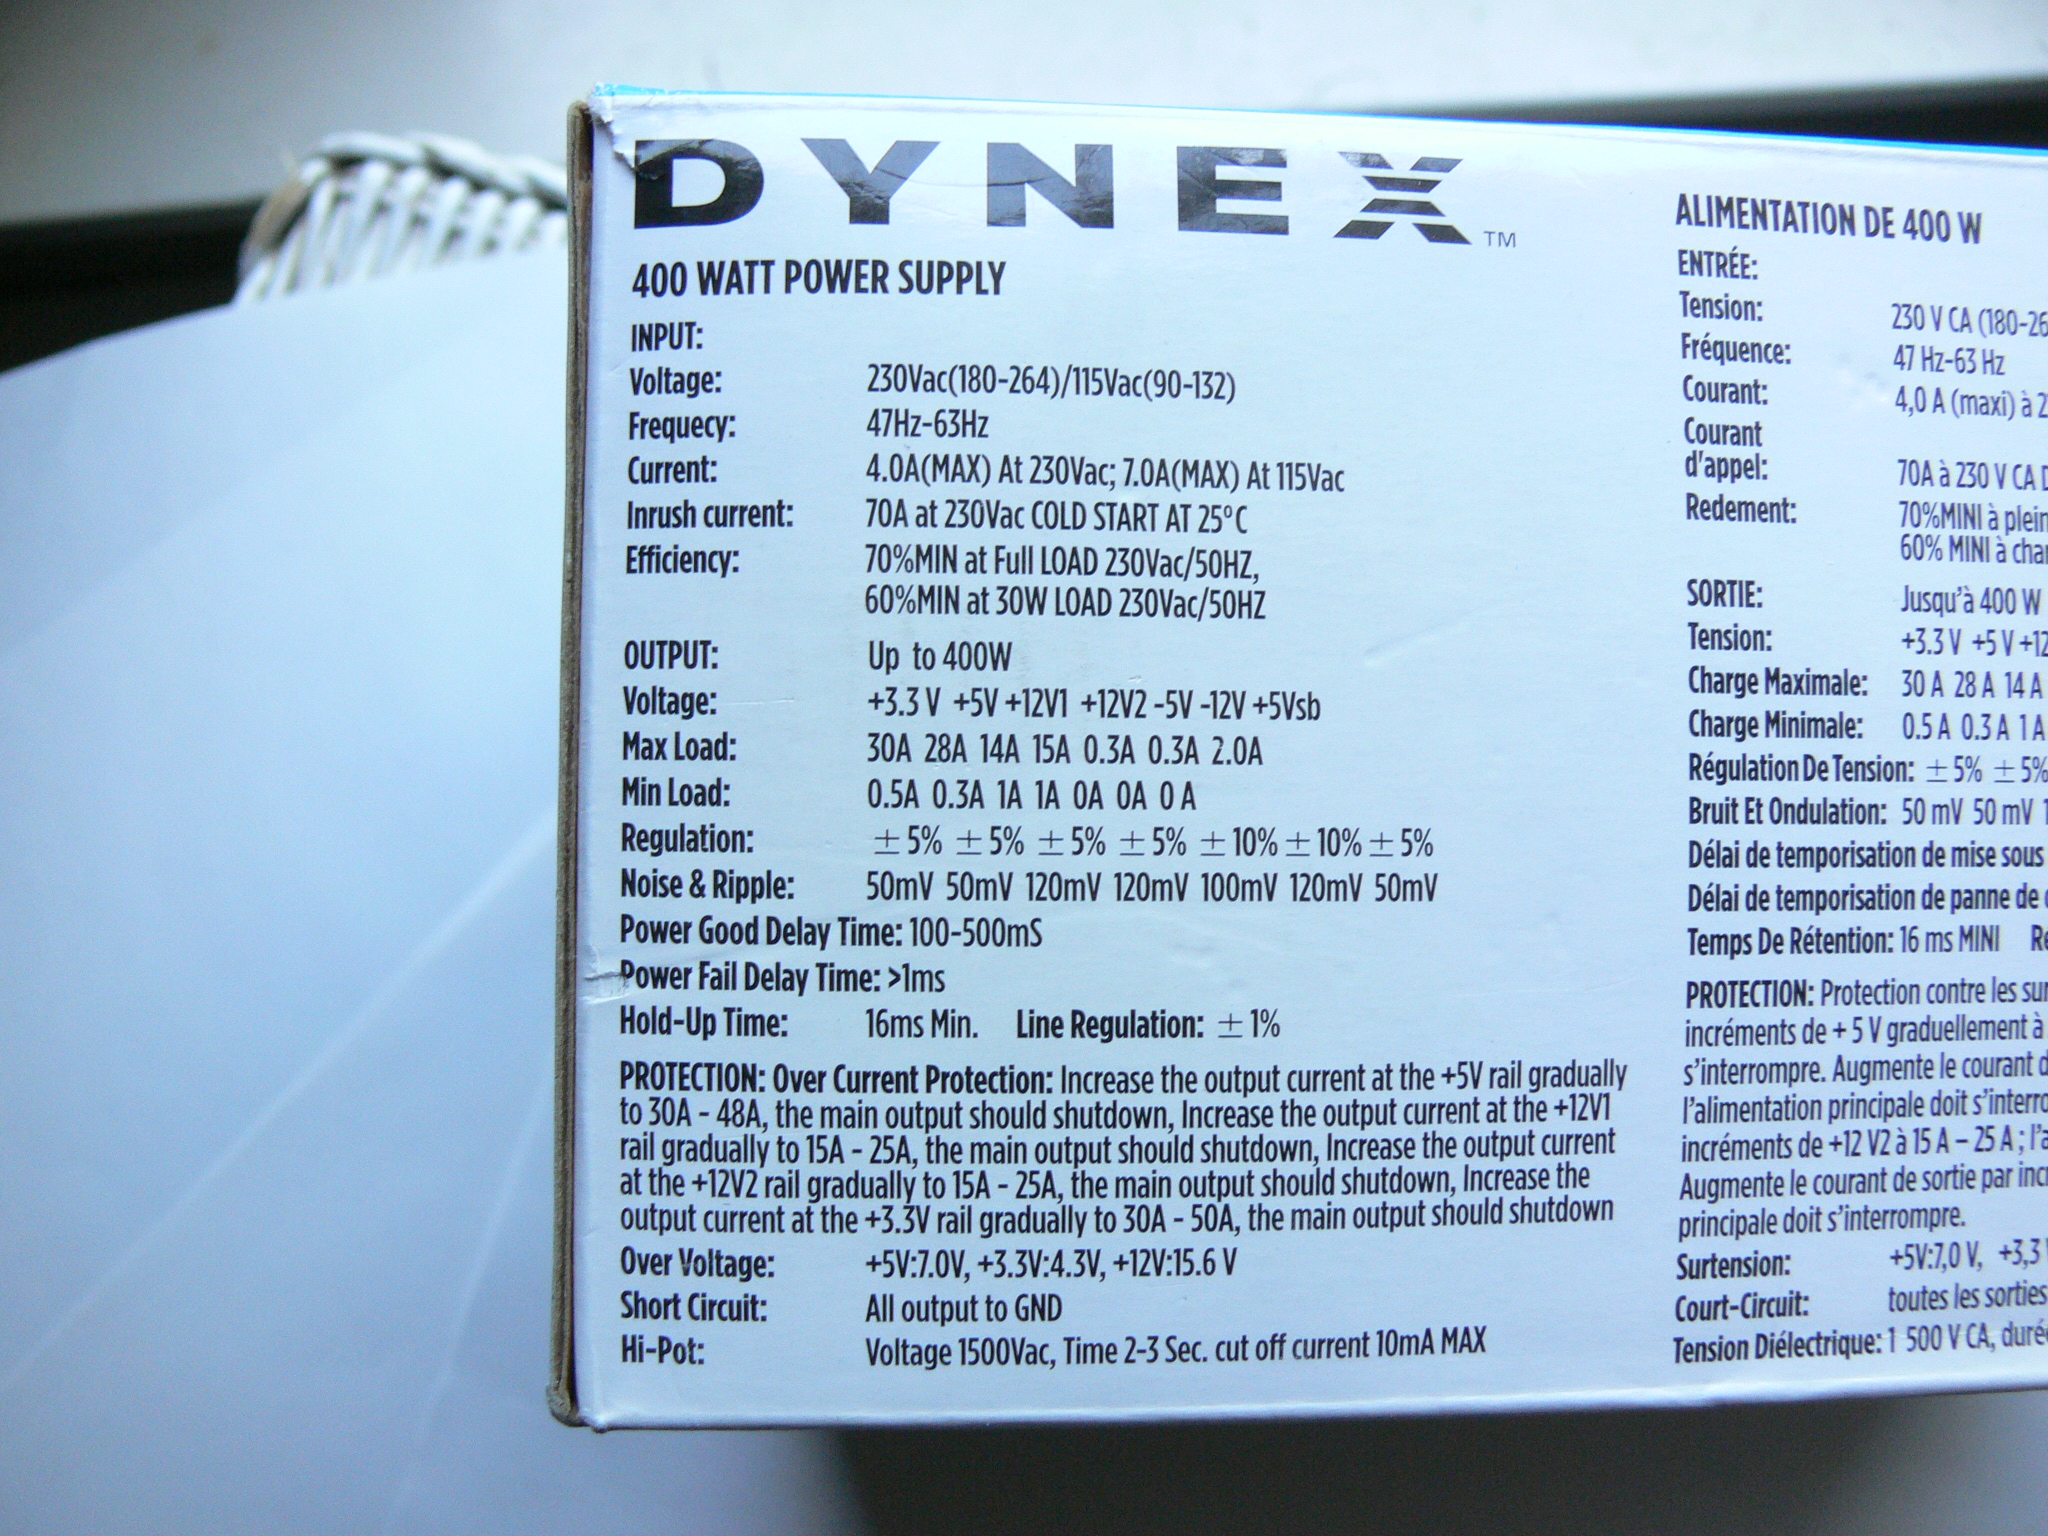 DYNEX™
400 WATT POWER SUPPLY
INPUT:
Voltage: 230Vac(180-264)/115Vac(90-132)
Frequecy: 47Hz-63Hz
Current: 4.0A(MAX) At 230Vac; 7.0A(MAX) At 115Vac
Inrush current: 70A at 230Vac COLD START AT 25°C
Efficiency: 70%MIN at Full LOAD 230Vac/50HZ,
60%MIN at 30W LOAD 230Vac/50HZ
OUTPUT: Up to 400W
Voltage: +3.3 V +5V +12V1 +12V2 -5V -12V +5Vsb
Max Load: 30A 28A 14A 15A 0.3A 0.3A 2.0A
Min Load: 0.5A 0.3A 1A 1A 0A 0A 0 A
Regulation: ±5% ±5% ±5% ±5% ±10% ±10% ±5%
Noise & Ripple: 50mV 50mV 120mV 120mV 100mV 120mV 50mV
Power Good Delay Time: 100-500mS
Power Fail Delay Time: >1ms
Hold-Up Time: 16ms Min. Line Regulation: ±1%
PROTECTION: Over Current Protection: Increase the output current at the +5V rail gradually
to 30A - 48A, the main output should shutdown, Increase the output current at the +12V1
rail gradually to 15A - 25A, the main output should shutdown, Increase the output current
at the +12V2 rail gradually to 15A - 25A, the main output should shutdown, Increase the
output current at the +3.3V rail gradually to 30A - 50A, the main output should shutdown
Over Voltage: +5V:7.0V, +3.3V:4.3V, +12V:15.6 V
Short Circuit: All output to GND
Hi-Pot: Voltage 1500Vac, Time 2-3 Sec. cut off current 10mA MAX
ALIMENTATION DE 400 W
ENTRÉE:
Tension: 230 V CA (180-26
Fréquence: 47 Hz-63 Hz
Courant: 4,0 A (maxi) à 2
Courant
d'appel: 70A à 230 V CA
Redement: 70%MINI à plein
60% MINI à cha
SORTIE: Jusqu'à 400 W
Tension: +3.3 V +5 V +12
Charge Maximale: 30 A 28 A 14 A
Charge Minimale: 0.5 A 0.3 A 1 A
Régulation De Tension: ±5% ±5%
Bruit Et Ondulation: 50 mV 50 mV 1
Délai de temporisation de mise sous
Délai de temporisation de panne de
Temps De Rétention: 16 ms MINI Re
PROTECTION: Protection contre les sur
incréments de + 5 V graduellement à
s'interrompre. Augmente le courant d
l'alimentation principale doit s'interro
incréments de +12 V2 à 15 A – 25 A ; l'a
Augmente le courant de sortie par incr
principale doit s'interrompre.
Surtension: +5V:7,0 V, +3,3
Court-Circuit: toutes les sorties
Tension Diélectrique: 1 500 V CA, durée